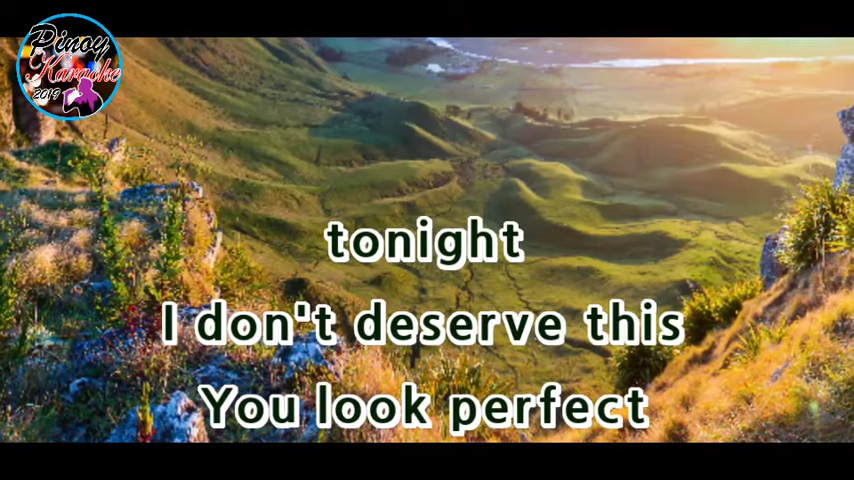 Pinoy
Karaoke
2019
tonight
I don't deserve this
You look perfect